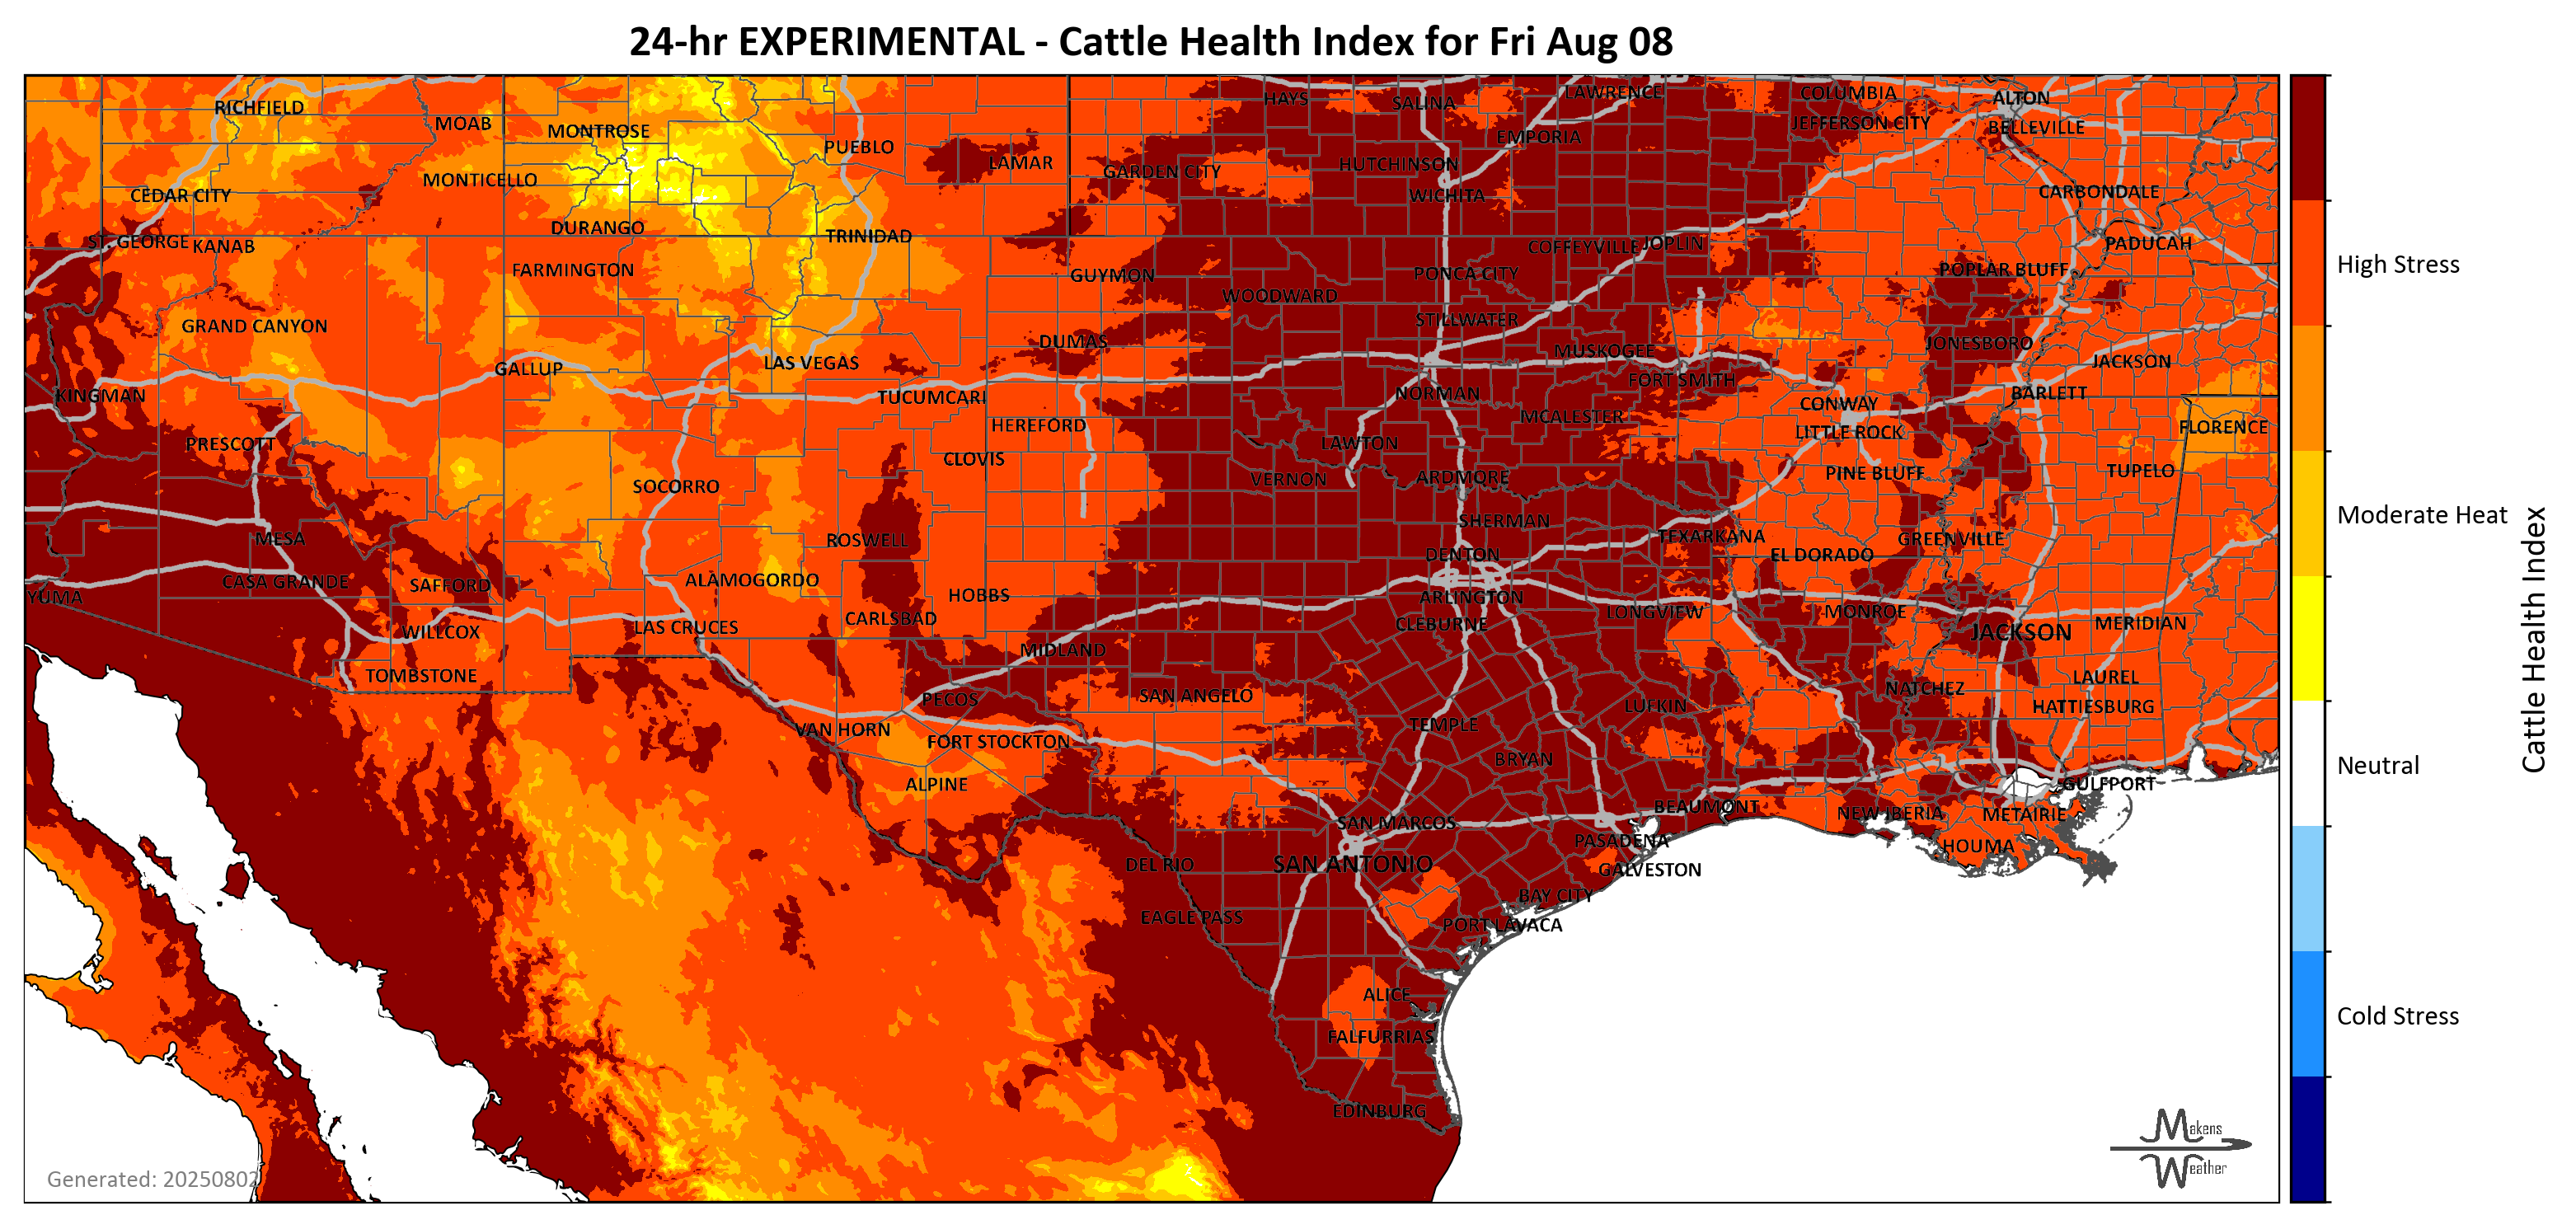 24-hr EXPERIMENTAL - Cattle Health Index for Fri Aug 08
HAYS
SALINA
LAWRENCE
COLUMBIA
ALTON
RICHFIELD
MOAB
MONTROSE
JEFFERSON CITY
BELLEVILLE
EMPORIA
PUEBLO
LAMAR
GARDEN CITY
HUTCHINSON
MONTICELLO
CEDAR CITY
WICHITA
CARBONDALE
DURANGO
TRINIDAD
ST. GEORGE
KANAB
COFFEYVILLE
JOPLIN
PADUCAH
FARMINGTON
GUYMON
PONCA CITY
POPLAR BLUFF
High Stress
WOODWARD
GRAND CANYON
STILLWATER
DUMAS
MUSKOGEE
JONESBORO
GALLUP
LAS VEGAS
JACKSON
FORT SMITH
KINGMAN
TUCUMCARI
NORMAN
BARLETT
CONWAY
MCALESTER
HEREFORD
FLORENCE
PRESCOTT
LAWTON
LITTLE ROCK
CLOVIS
VERNON
ARDMORE
PINE BLUFF
TUPELO
SOCORRO
SHERMAN
Moderate Heat
MESA
ROSWELL
TEXARKANA
GREENVILLE
DENTON
EL DORADO
CASA GRANDE
SAFFORD
ALAMOGORDO
YUMA
HOBBS
ARLINGTON
CARLSBAD
CLEBURNE
LONGVIEW
MONROE
WILLCOX
LAS CRUCES
JACKSON
MERIDIAN
Cattle Health Index
MIDLAND
TOMBSTONE
LAUREL
PECOS
SAN ANGELO
NATCHEZ
LUFKIN
HATTIESBURG
VAN HORN
FORT STOCKTON
TEMPLE
BRYAN
Neutral
ALPINE
GULFPORT
BEAUMONT
NEW IBERIA
METAIRIE
SAN MARCOS
PASADENA
HOUMA
DEL RIO
SAN ANTONIO
GALVESTON
BAY CITY
EAGLE PASS
PORT LAVACA
ALICE
Cold Stress
FALFURRIAS
EDINBURG
Makens
Weather
Generated: 20250802